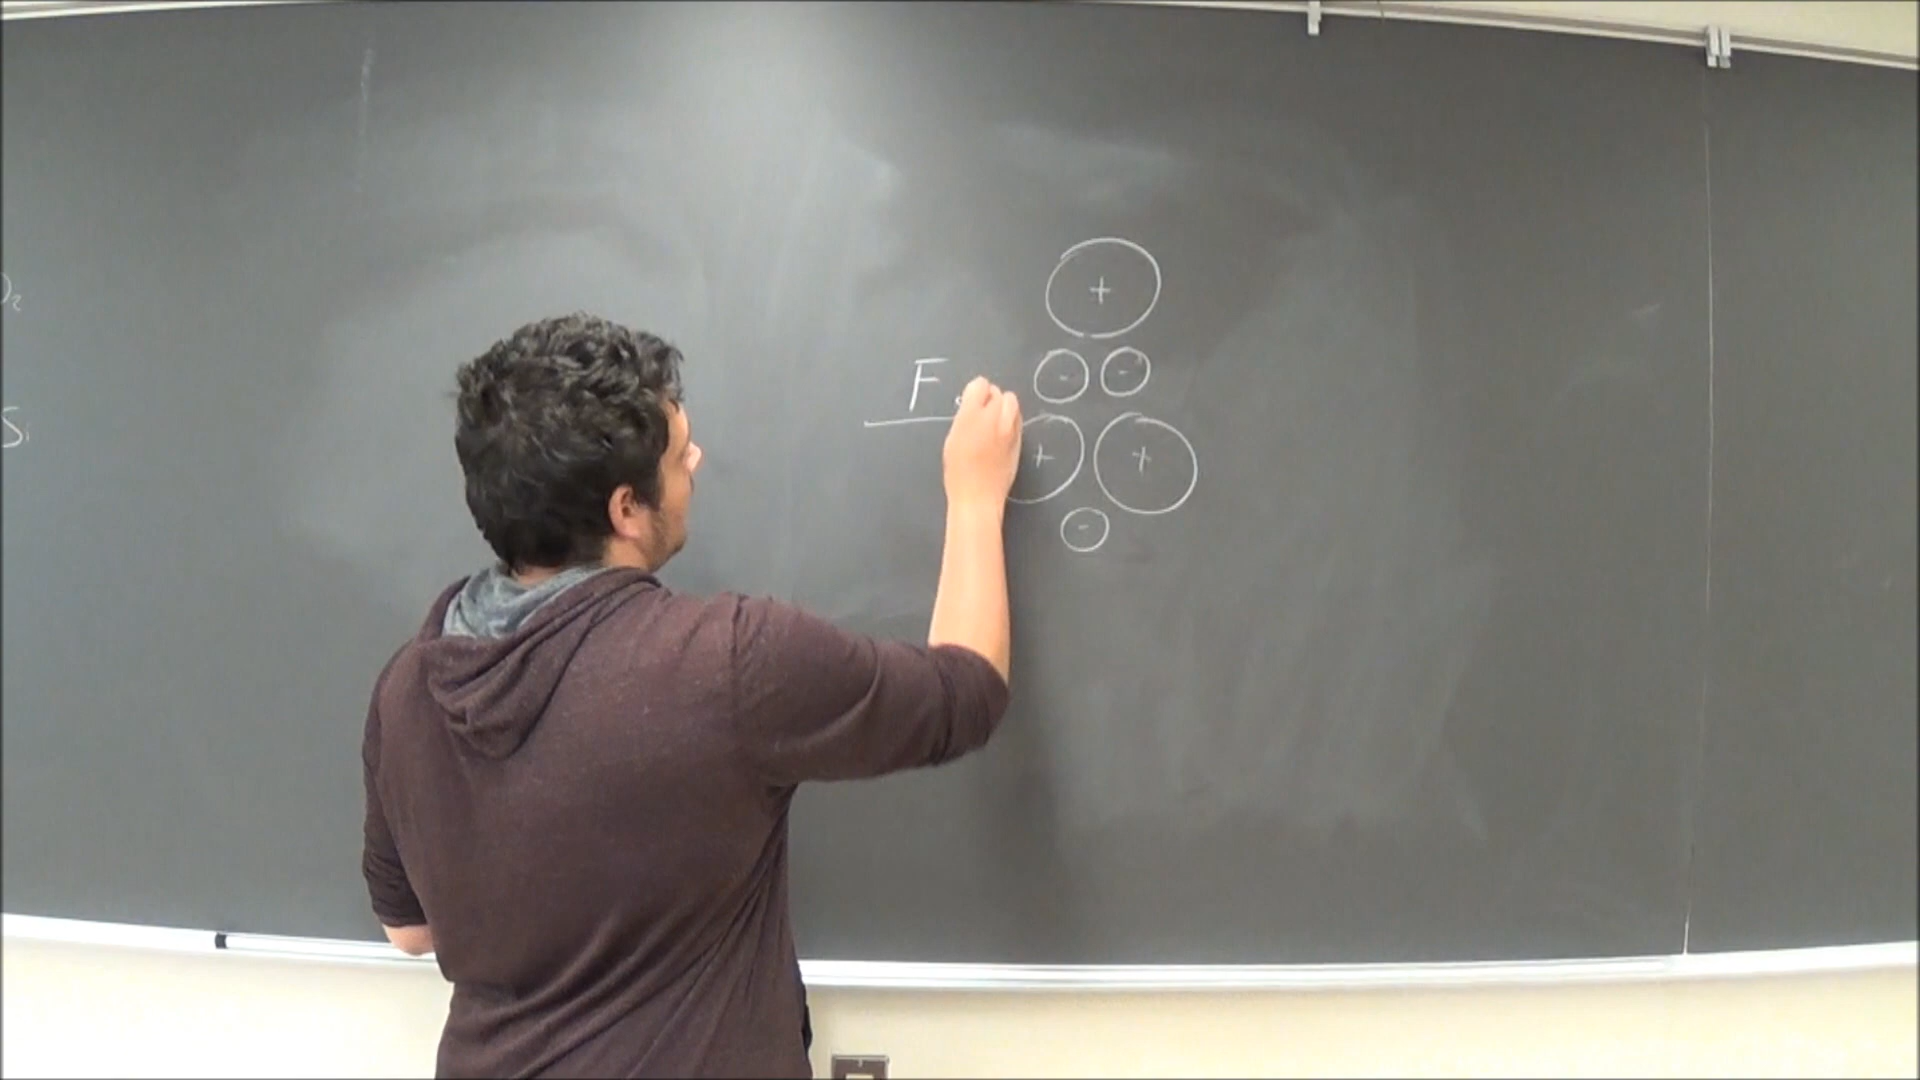 O₂
Si
+
- -
F
+ +
-